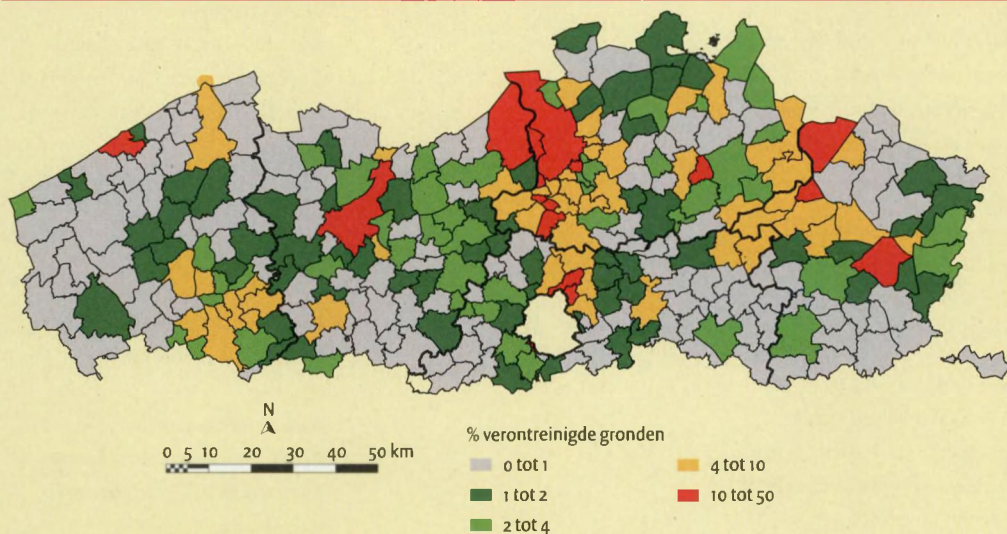 N
0 5 10 20 30 40 50 km
% verontreinigde gronden
0 tot 1
1 tot 2
2 tot 4
4 tot 10
10 tot 50